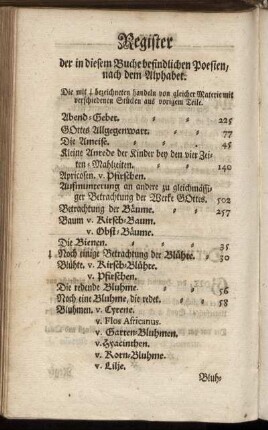 Register
der in diesem Buche befindlichen Poesien,
nach dem Alphabet.
Die mit ‡ bezeichneten handeln von gleicher Materie mit
verschiedenen Stücken aus vorigem Teile.
Abend-Gebet. 225
GOttes Allgegenwart. 77
Die Ameise. 45
Kleine Anrede der Kinder bey den vier Zei-
ten-Mahlzeiten. 140
Apricosen. v. Pfirschen.
Aufmunterung an andere zu gleichmässi-
ger Betrachtung der Werke GOttes. 502
Betrachtung der Bäume. 257
Baum v. Kirsch-Baum.
v. Obst-Bäume.
Die Bienen. 35
‡ Noch einige Betrachtung der Blühte. 30
Blühte. v. Kirsch-Blühte.
v. Pfirschen.
Die redende Bluhme. 56
Noch eine Bluhme, die redet. 58
Bluhmen. v. Cyrene.
v. Flos Africanus.
v. Garten-Bluhmen.
v. Hyacinthen.
v. Korn-Bluhme.
v. Lilje.
Bluh-